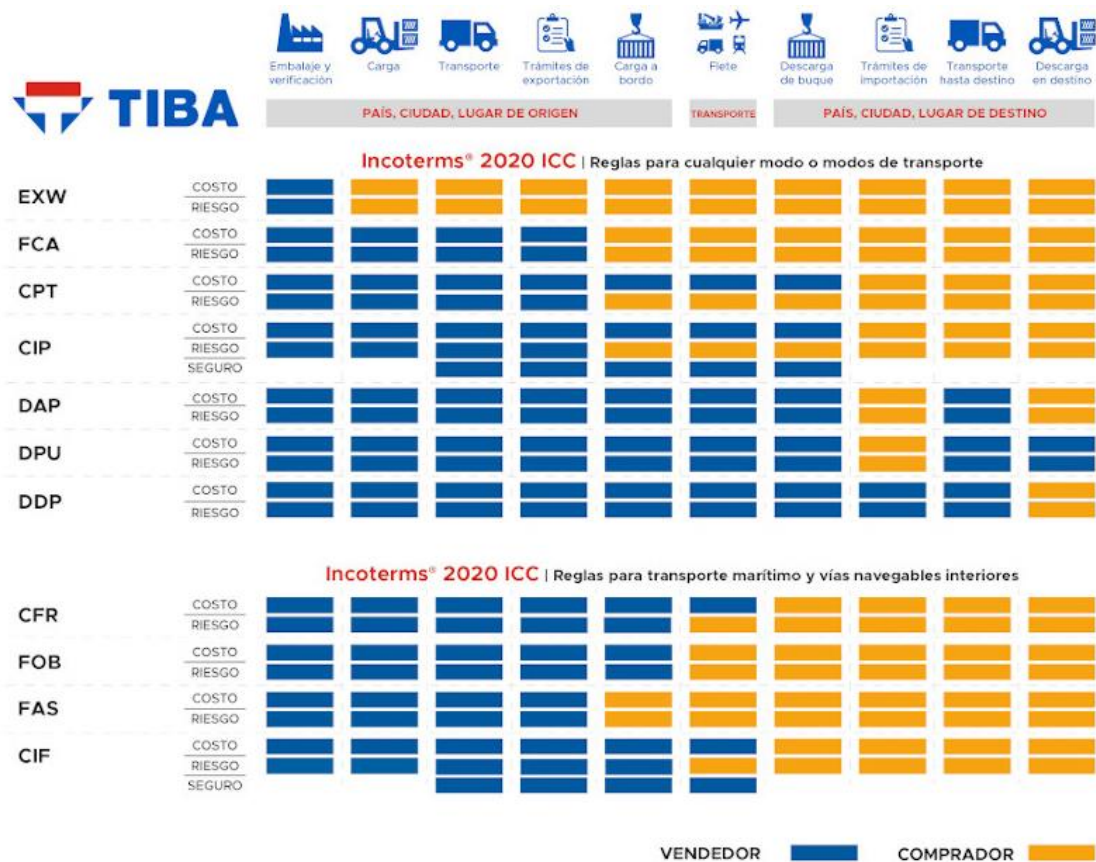 Embalaje y verificación
Carga
Transporte
Trámites de exportación
Carga a bordo
Flete
Descarga de buque
Trámites de importación
Transporte hasta destino
Descarga en destino
TIBA
PAÍS, CIUDAD, LUGAR DE ORIGEN
TRANSPORTE
PAÍS, CIUDAD, LUGAR DE DESTINO
Incoterms® 2020 ICC | Reglas para cualquier modo o modos de transporte
EXW
COSTO
RIESGO
FCA
COSTO
RIESGO
CPT
COSTO
RIESGO
CIP
COSTO
RIESGO
SEGURO
DAP
COSTO
RIESGO
DPU
COSTO
RIESGO
DDP
COSTO
RIESGO
Incoterms® 2020 ICC | Reglas para transporte marítimo y vías navegables interiores
CFR
COSTO
RIESGO
FOB
COSTO
RIESGO
FAS
COSTO
RIESGO
CIF
COSTO
RIESGO
SEGURO
VENDEDOR
COMPRADOR